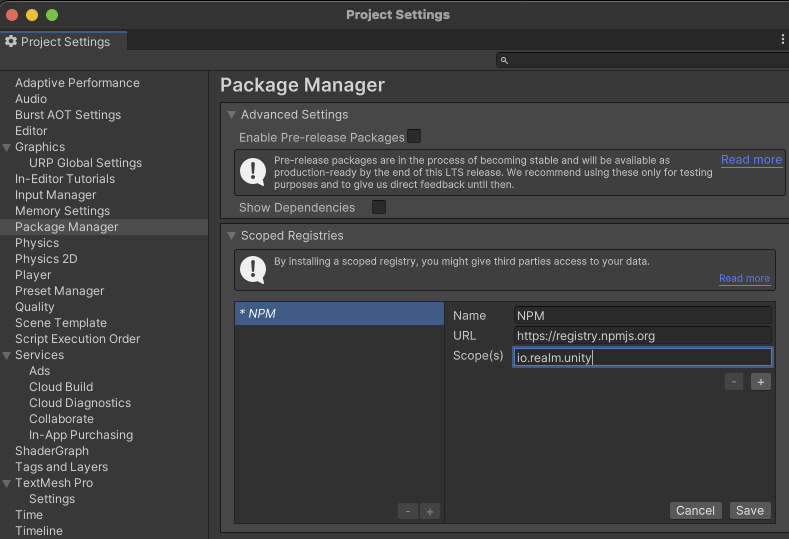 Project Settings
Project Settings
Adaptive Performance
Audio
Burst AOT Settings
Editor
Graphics
URP Global Settings
In-Editor Tutorials
Input Manager
Memory Settings
Package Manager
Physics
Physics 2D
Player
Preset Manager
Quality
Scene Template
Script Execution Order
Services
Ads
Cloud Build
Cloud Diagnostics
Collaborate
In-App Purchasing
ShaderGraph
Tags and Layers
TextMesh Pro
Settings
Time
Timeline
Package Manager
Advanced Settings
Enable Pre-release Packages
Pre-release packages are in the process of becoming stable and will be available as
production-ready by the end of this LTS release. We recommend using these only for testing
purposes and to give us direct feedback until then.
Read more
Show Dependencies
Scoped Registries
By installing a scoped registry, you might give third parties access to your data.
Read more
* NPM
- +
Name NPM
URL https://registry.npmjs.org
Scope(s) io.realm.unity
- +
Cancel Save